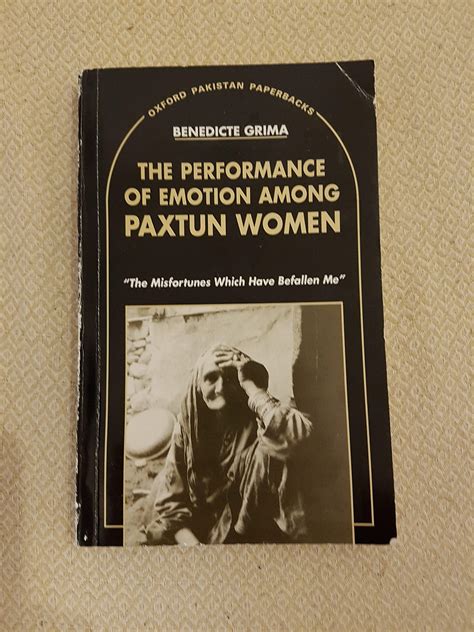 OXFORD PAKISTAN PAPERBACKS
BENEDICTE GRIMA
THE PERFORMANCE
OF EMOTION AMONG
PAXTUN WOMEN
"The Misfortunes Which Have Befallen Me"